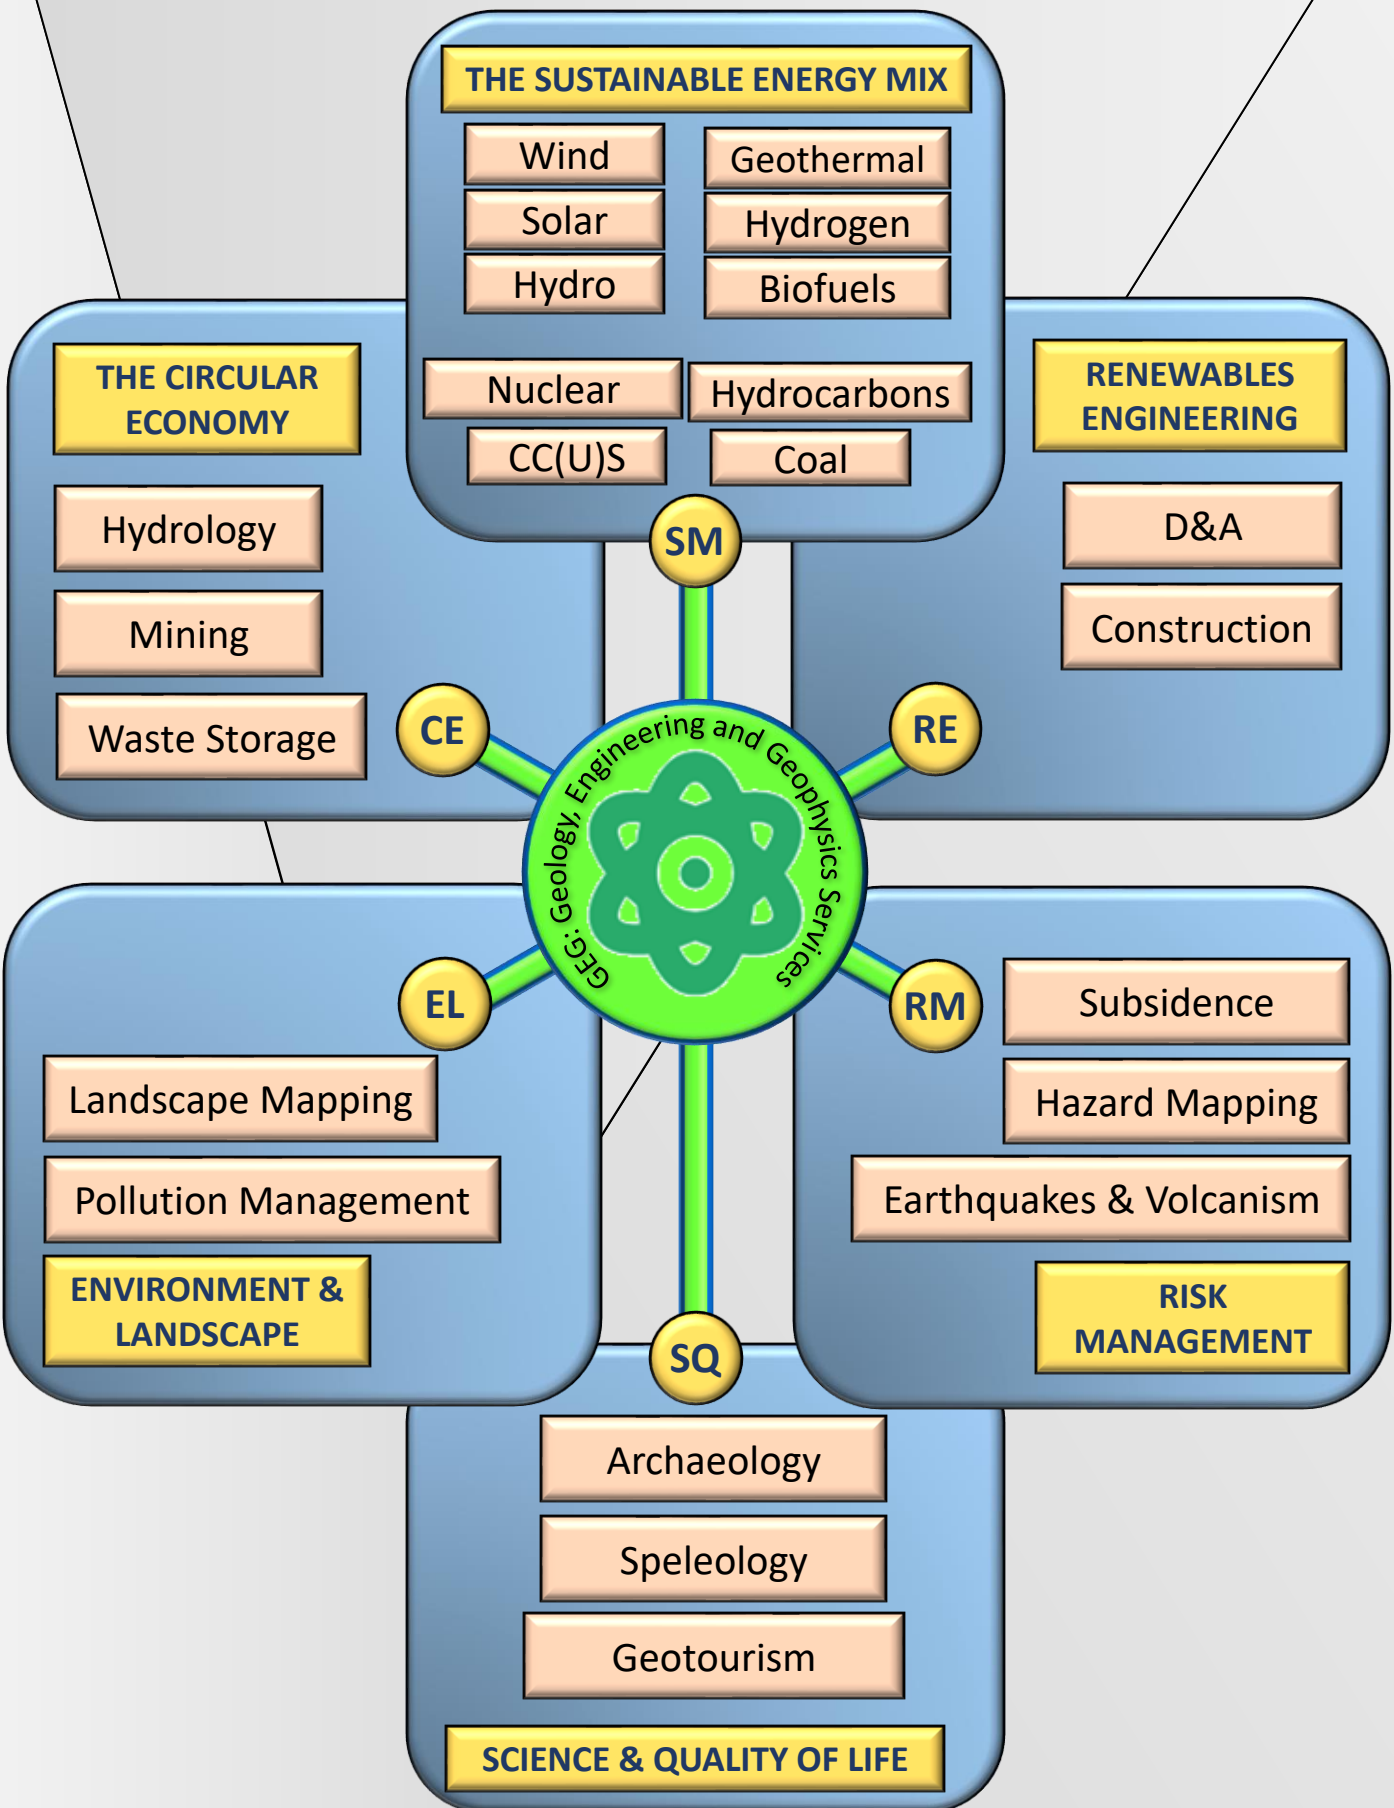 THE SUSTAINABLE ENERGY MIX
Wind
Geothermal
Solar
Hydrogen
Hydro
Biofuels
Nuclear
Hydrocarbons
CC(U)S
Coal
SM
THE CIRCULAR
ECONOMY
Hydrology
Mining
Waste Storage
CE
RENEWABLES
ENGINEERING
D&A
Construction
RE
GEG: Geology, Engineering and Geophysics Services
EL
Landscape Mapping
Pollution Management
ENVIRONMENT &
LANDSCAPE
RM
Subsidence
Hazard Mapping
Earthquakes & Volcanism
RISK
MANAGEMENT
SQ
Archaeology
Speleology
Geotourism
SCIENCE & QUALITY OF LIFE